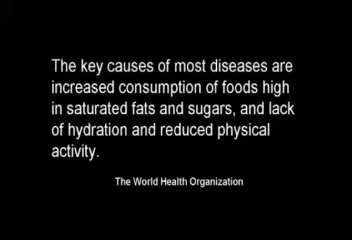 The key causes of most diseases are
increased consumption of foods high
in saturated fats and sugars, and lack
of hydration and reduced physical
activity.
The World Health Organization